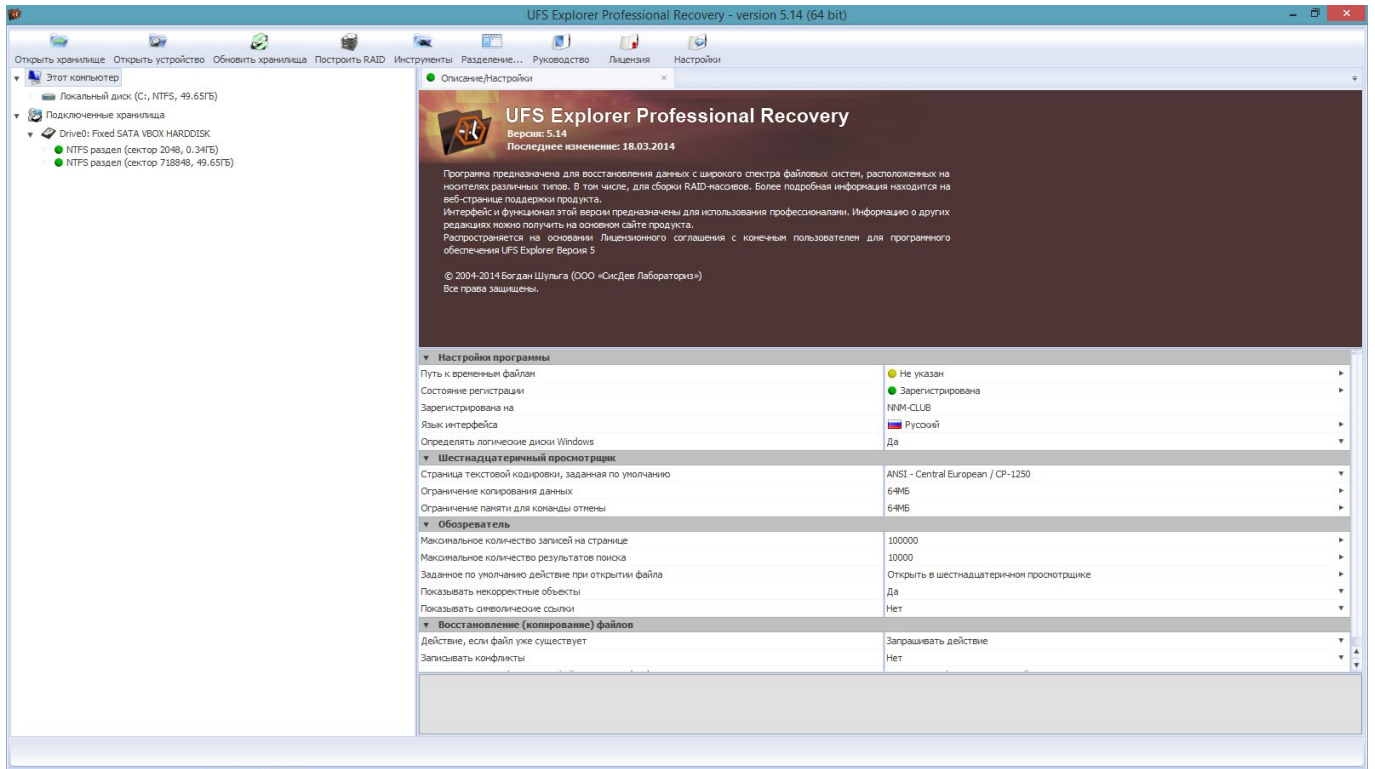 UFS Explorer Professional Recovery - version 5.14 (64 bit)
Открыть хранилище Открыть устройство Обновить хранилища Построить RAID Инструменты Разделение... Руководство Лицензия Настройки
Этот компьютер
Локальный диск (C:, NTFS, 49.65ГБ)
Подключенные хранилища
Drive0: Fixed SATA VBOX HARDDISK
NTFS раздел (сектор 2048, 0.34ГБ)
NTFS раздел (сектор 718848, 49.65ГБ)
Описание/Настройки
UFS Explorer Professional Recovery
Версия: 5.14
Последнее изменение: 18.03.2014
Программа предназначена для восстановления данных с широкого спектра файловых систем, расположенных на
носителях различных типов. В том числе, для сборки RAID-массивов. Более подробная информация находится на
веб-странице поддержки продукта.
Интерфейс и функционал этой версии предназначены для использования профессионалами. Информацию о других
редакциях можно получить на основном сайте продукта.
Распространяется на основании Лицензионного соглашения с конечным пользователем для программного
обеспечения UFS Explorer Версия 5
© 2004-2014 Богдан Шульга (ООО «СисДев Лабораториз»)
Все права защищены.
Настройки программы
Путь к временным файлам Не указан
Состояние регистрации Зарегистрирована
Зарегистрирована на NNM-CLUB
Язык интерфейса Русский
Определять логические диски Windows Да
Шестнадцатеричный просмотрщик
Страница текстовой кодировки, заданная по умолчанию ANSI - Central European / CP-1250
Ограничение копирования данных 64МБ
Ограничение памяти для команды отмены 64МБ
Обозреватель
Максимальное количество записей на странице 100000
Максимальное количество результатов поиска 10000
Заданное по умолчанию действие при открытии файла Открыть в шестнадцатеричном просмотрщике
Показывать некорректные объекты Да
Показывать символические ссылки Нет
Восстановление (копирование) файлов
Действие, если файл уже существует Запрашивать действие
Записывать конфликты Нет